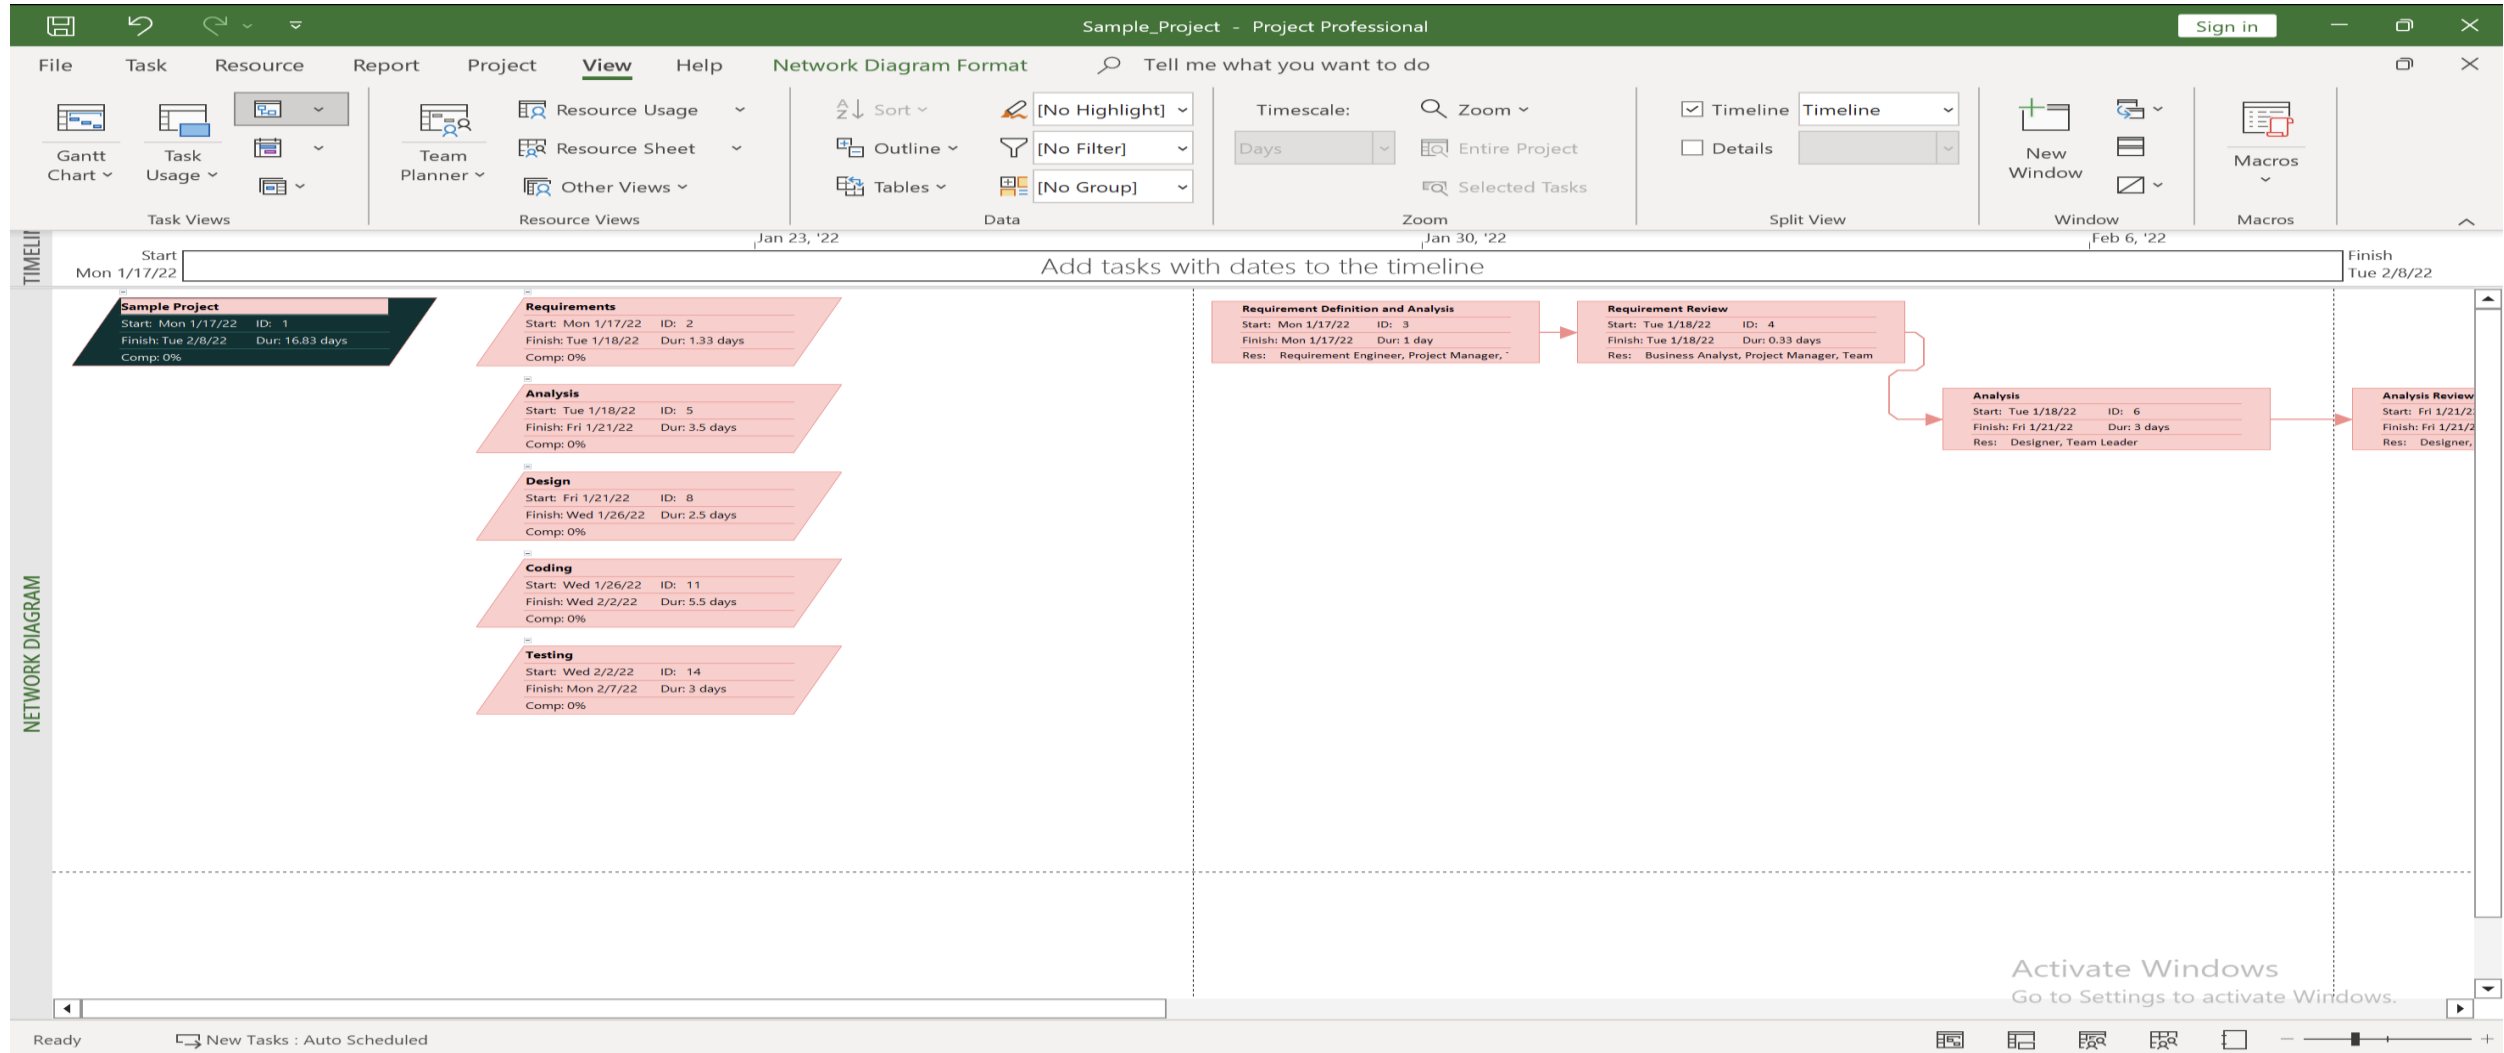 Sample_Project - Project Professional
Sign in
File Task Resource Report Project View Help Network Diagram Format Tell me what you want to do
Gantt Chart
Task Usage
Task Views
Team Planner
Resource Usage
Resource Sheet
Other Views
Resource Views
Sort
Outline
Tables
[No Highlight]
[No Filter]
[No Group]
Data
Timescale:
Days
Zoom
Entire Project
Selected Tasks
Zoom
Timeline Timeline
Details
Split View
New Window
Window
Macros
Macros
TIMELI
Jan 23, '22 Jan 30, '22 Feb 6, '22
Start
Mon 1/17/22
Add tasks with dates to the timeline
Finish
Tue 2/8/22
NETWORK DIAGRAM
Sample Project
Start: Mon 1/17/22 ID: 1
Finish: Tue 2/8/22 Dur: 16.83 days
Comp: 0%
Requirements
Start: Mon 1/17/22 ID: 2
Finish: Tue 1/18/22 Dur: 1.33 days
Comp: 0%
Requirement Definition and Analysis
Start: Mon 1/17/22 ID: 3
Finish: Mon 1/17/22 Dur: 1 day
Res: Requirement Engineer, Project Manager,
Requirement Review
Start: Tue 1/18/22 ID: 4
Finish: Tue 1/18/22 Dur: 0.33 days
Res: Business Analyst, Project Manager, Team
Analysis
Start: Tue 1/18/22 ID: 5
Finish: Fri 1/21/22 Dur: 3.5 days
Comp: 0%
Analysis
Start: Tue 1/18/22 ID: 6
Finish: Fri 1/21/22 Dur: 3 days
Res: Designer, Team Leader
Analysis Review
Start: Fri 1/21/2
Finish: Fri 1/21/2
Res: Designer,
Design
Start: Fri 1/21/22 ID: 8
Finish: Wed 1/26/22 Dur: 2.5 days
Comp: 0%
Coding
Start: Wed 1/26/22 ID: 11
Finish: Wed 2/2/22 Dur: 5.5 days
Comp: 0%
Testing
Start: Wed 2/2/22 ID: 14
Finish: Mon 2/7/22 Dur: 3 days
Comp: 0%
Activate Windows
Go to Settings to activate Windows.
Ready New Tasks : Auto Scheduled